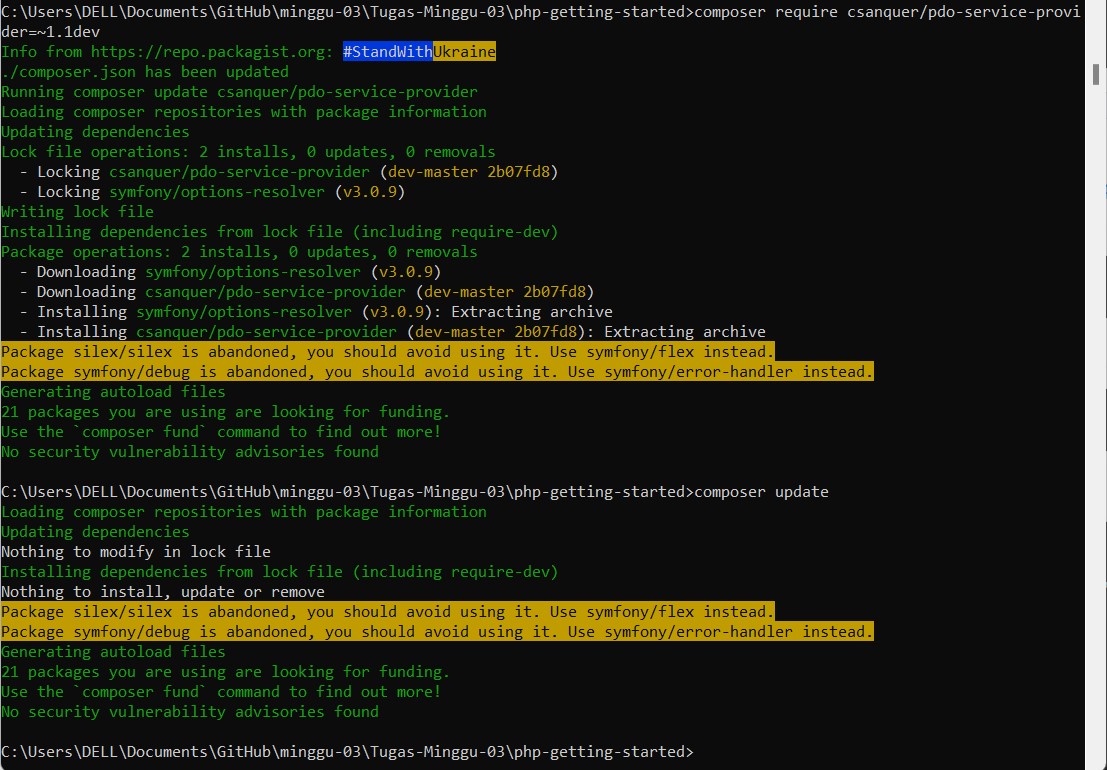 C:\Users\DELL\Documents\GitHub\minggu-03\Tugas-Minggu-03\php-getting-started>composer require csanquer/pdo-service-provi
der=~1.1dev
Info from https://repo.packagist.org: #StandWithUkraine
./composer.json has been updated
Running composer update csanquer/pdo-service-provider
Loading composer repositories with package information
Updating dependencies
Lock file operations: 2 installs, 0 updates, 0 removals
  - Locking csanquer/pdo-service-provider (dev-master 2b07fd8)
  - Locking symfony/options-resolver (v3.0.9)
Writing lock file
Installing dependencies from lock file (including require-dev)
Package operations: 2 installs, 0 updates, 0 removals
  - Downloading symfony/options-resolver (v3.0.9)
  - Downloading csanquer/pdo-service-provider (dev-master 2b07fd8)
  - Installing symfony/options-resolver (v3.0.9): Extracting archive
  - Installing csanquer/pdo-service-provider (dev-master 2b07fd8): Extracting archive
Package silex/silex is abandoned, you should avoid using it. Use symfony/flex instead.
Package symfony/debug is abandoned, you should avoid using it. Use symfony/error-handler instead.
Generating autoload files
21 packages you are using are looking for funding.
Use the `composer fund` command to find out more!
No security vulnerability advisories found
C:\Users\DELL\Documents\GitHub\minggu-03\Tugas-Minggu-03\php-getting-started>composer update
Loading composer repositories with package information
Updating dependencies
Nothing to modify in lock file
Installing dependencies from lock file (including require-dev)
Nothing to install, update or remove
Package silex/silex is abandoned, you should avoid using it. Use symfony/flex instead.
Package symfony/debug is abandoned, you should avoid using it. Use symfony/error-handler instead.
Generating autoload files
21 packages you are using are looking for funding.
Use the `composer fund` command to find out more!
No security vulnerability advisories found
C:\Users\DELL\Documents\GitHub\minggu-03\Tugas-Minggu-03\php-getting-started>